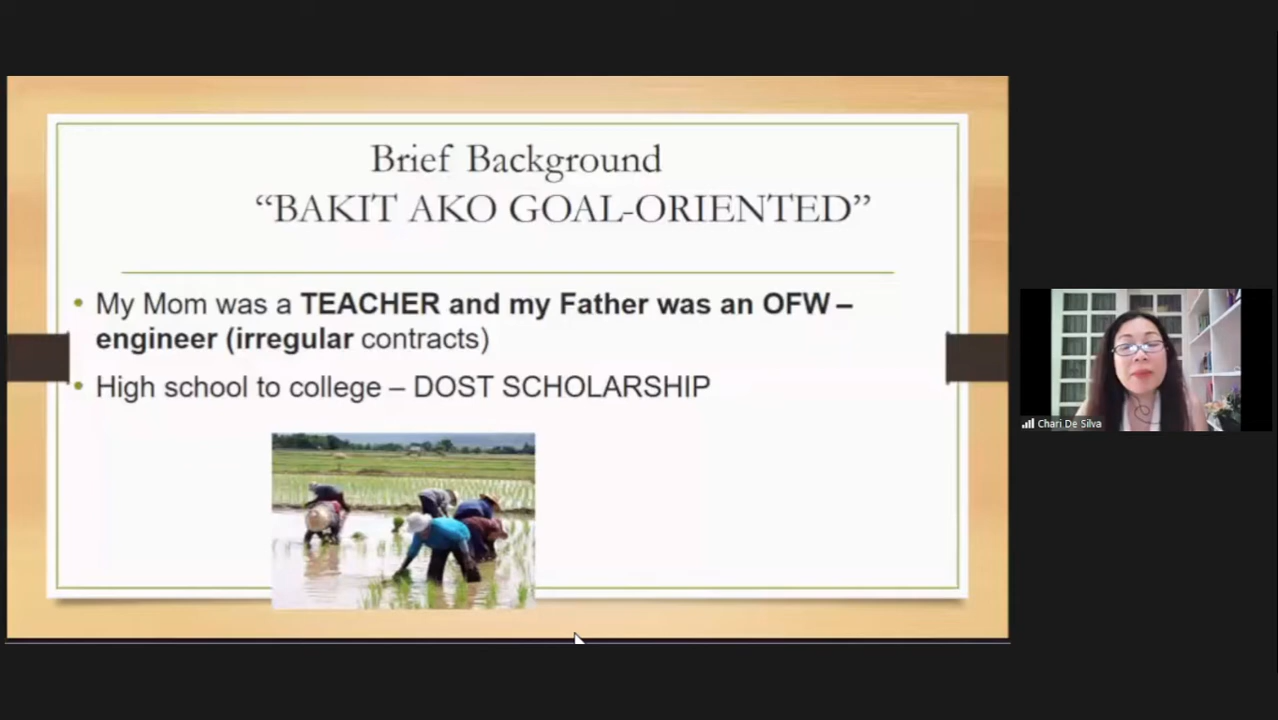 Brief Background
“BAKIT AKO GOAL-ORIENTED”
• My Mom was a TEACHER and my Father was an OFW –
engineer (irregular contracts)
• High school to college – DOST SCHOLARSHIP
Chari De Silva